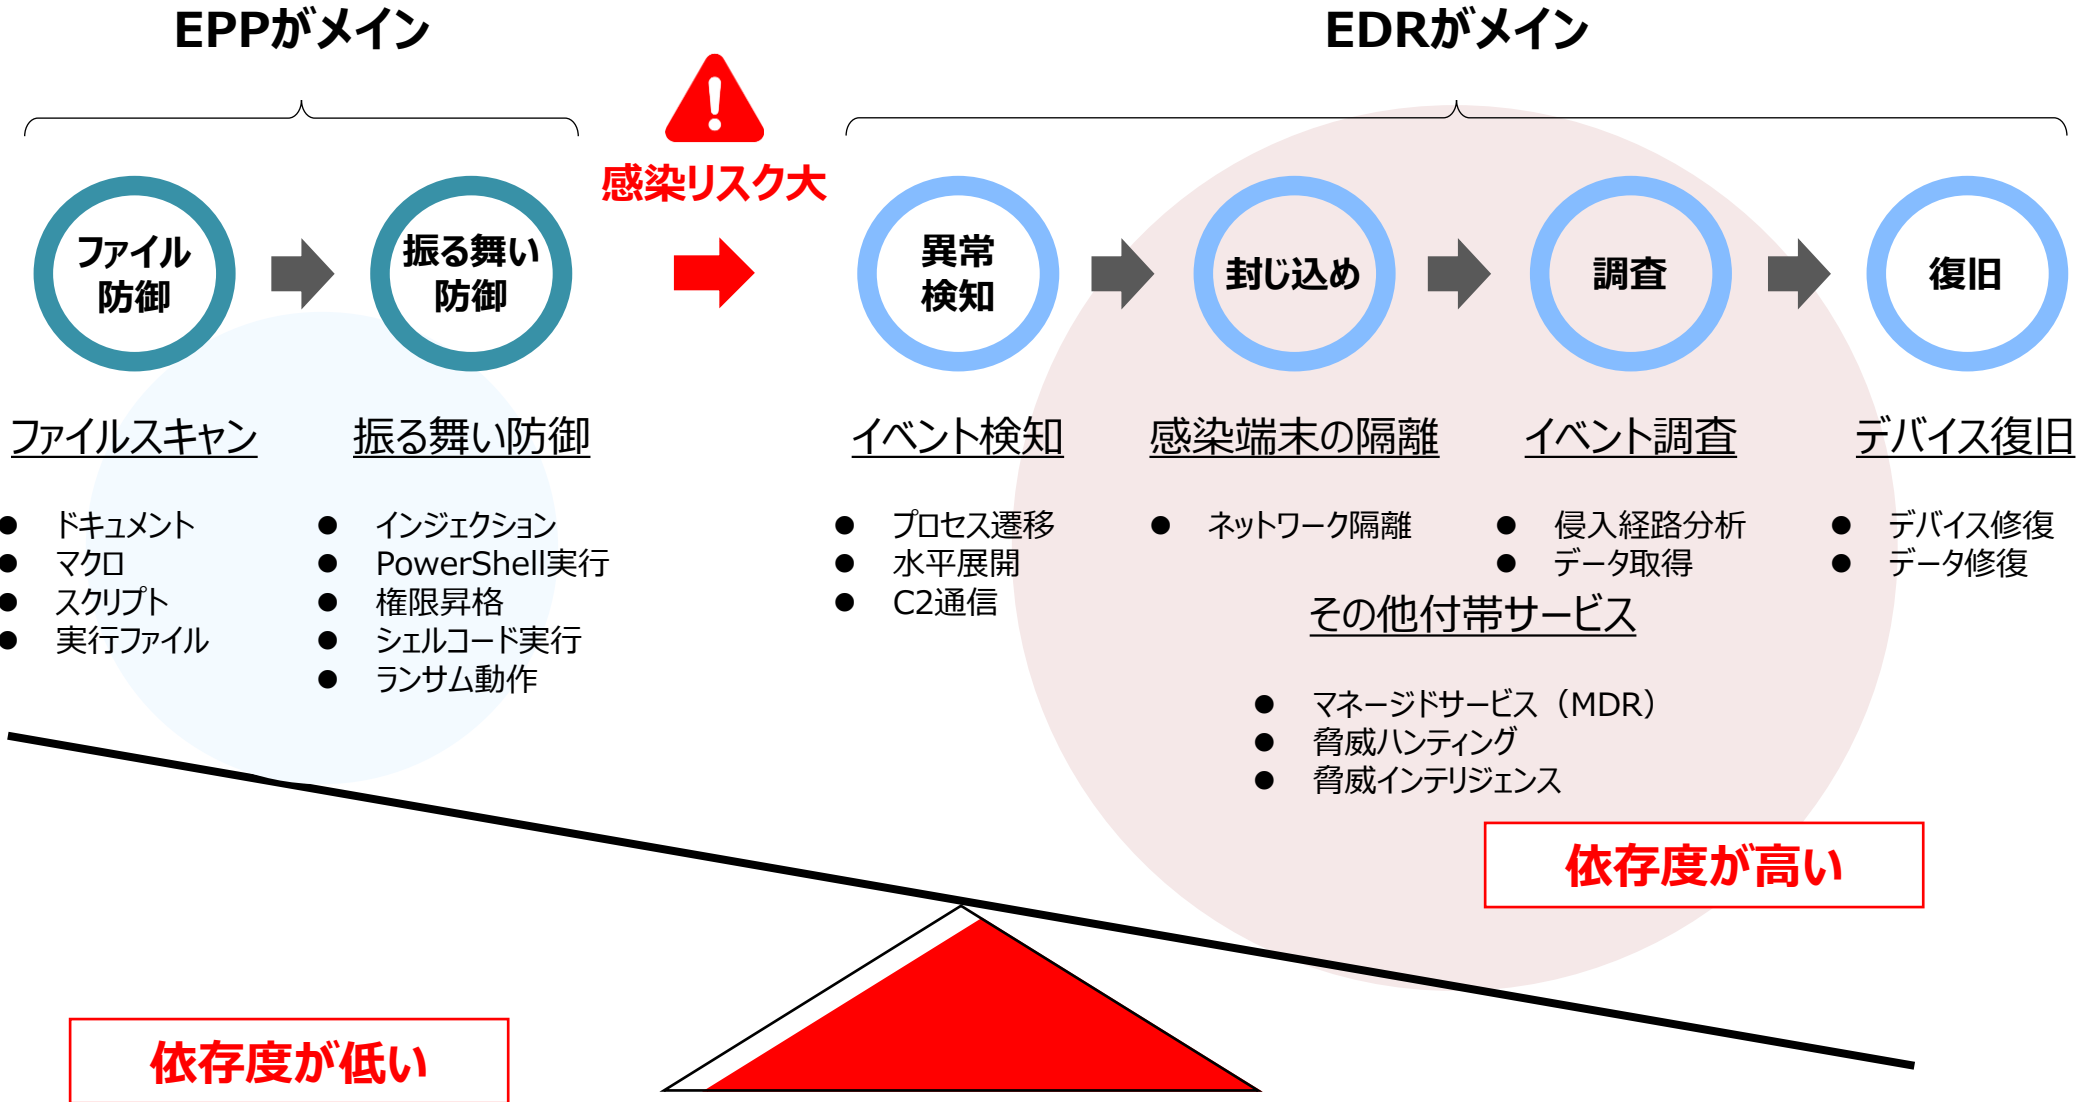 EPPがメイン
EDRがメイン
感染リスク大
ファイル
防御
振る舞い
防御
異常
検知
封じ込め
調査
復旧
ファイルスキャン
● ドキュメント
● マクロ
● スクリプト
● 実行ファイル
振る舞い防御
● インジェクション
● PowerShell実行
● 権限昇格
● シェルコード実行
● ランサム動作
イベント検知
● プロセス遷移
● 水平展開
● C2通信
感染端末の隔離
● ネットワーク隔離
イベント調査
● 侵入経路分析
● データ取得
デバイス復旧
● デバイス修復
● データ修復
その他付帯サービス
● マネージドサービス（MDR）
● 脅威ハンティング
● 脅威インテリジェンス
依存度が高い
依存度が低い